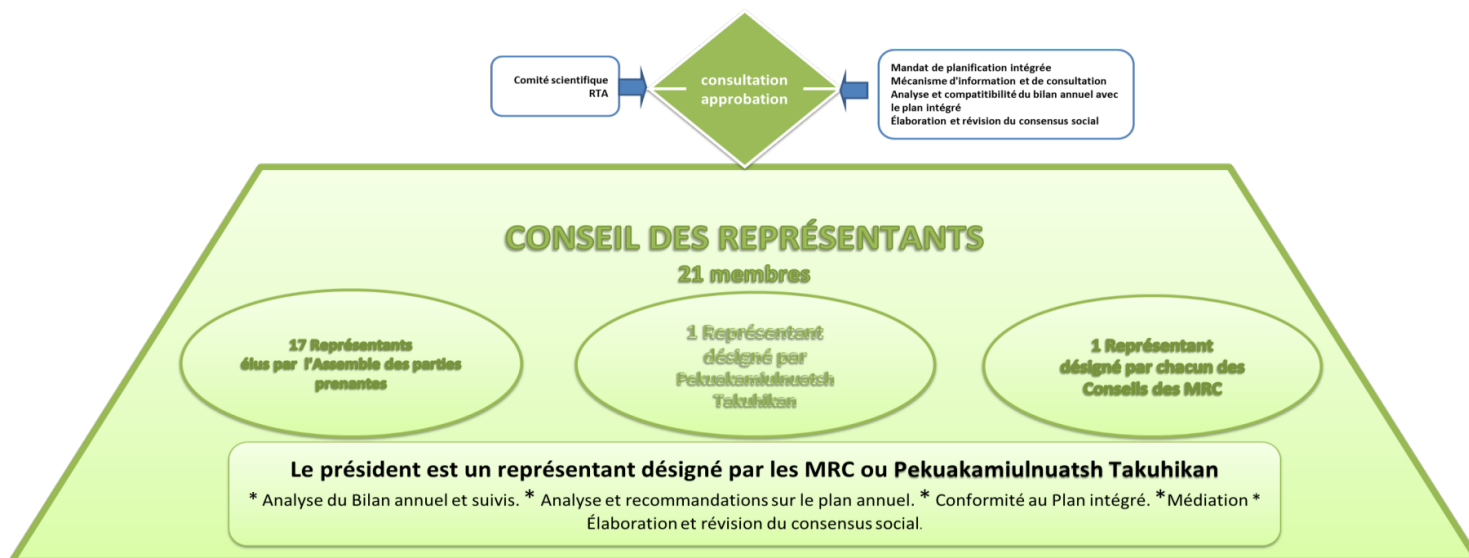 Comité scientifique
RTA
consultation
approbation
Mandat de planification intégrée
Mécanisme d'information et de consultation
Analyse et compatitibilité du bilan annuel avec
le plan intégré
Élaboration et révision du consensus social
CONSEIL DES REPRÉSENTANTS
21 membres
17 Représentants
élus par l'Assemble des parties
prenantes
1 Représentant
désigné par
Pekuakamiulnuatsh
Takuhikan
1 Représentant
désigné par chacun des
Conseils des MRC
Le président est un représentant désigné par les MRC ou Pekuakamiulnuatsh Takuhikan
* Analyse du Bilan annuel et suivis. * Analyse et recommandations sur le plan annuel. * Conformité au Plan intégré. *Médiation *
Élaboration et révision du consensus social.